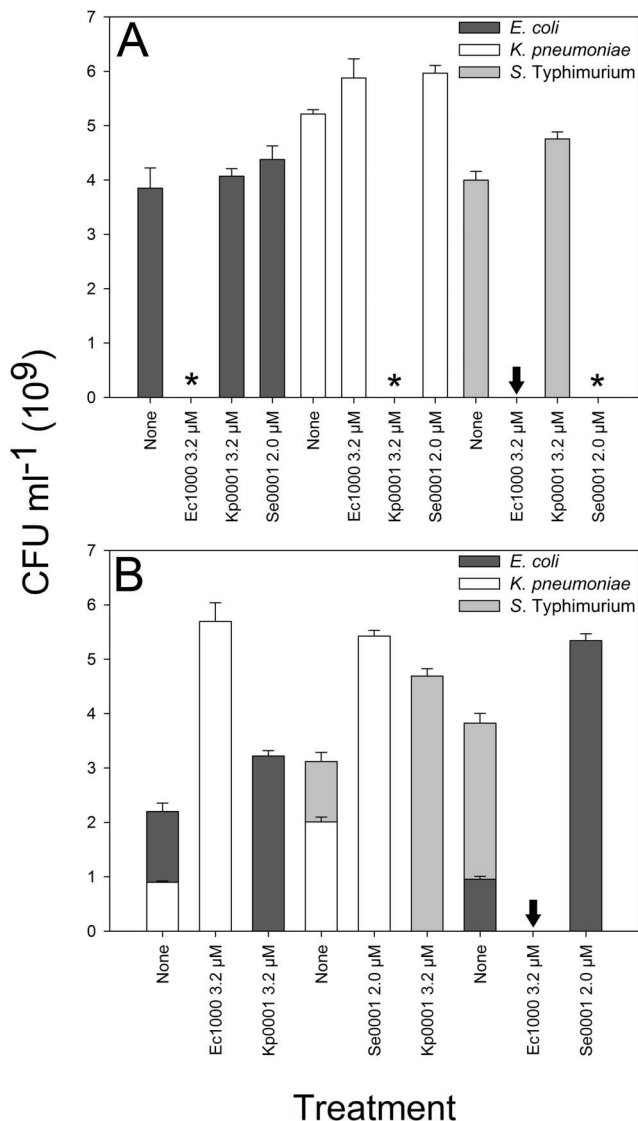 A
E. coli
K. pneumoniae
S. Typhimurium
7
6
5
4
3
2
1
0
*
*
*
None
Ec1000 3.2 µM
Kp0001 3.2 µM
Se0001 2.0 µM
None
Ec1000 3.2 µM
Kp0001 3.2 µM
Se0001 2.0 µM
None
Ec1000 3.2 µM
Kp0001 3.2 µM
Se0001 2.0 µM
CFU ml⁻¹ (10⁹)
B
E. coli
K. pneumoniae
S. Typhimurium
7
6
5
4
3
2
1
0
None
Ec1000 3.2 µM
Kp0001 3.2 µM
None
Se0001 2.0 µM
Kp0001 3.2 µM
None
Ec1000 3.2 µM
Se0001 2.0 µM
Treatment